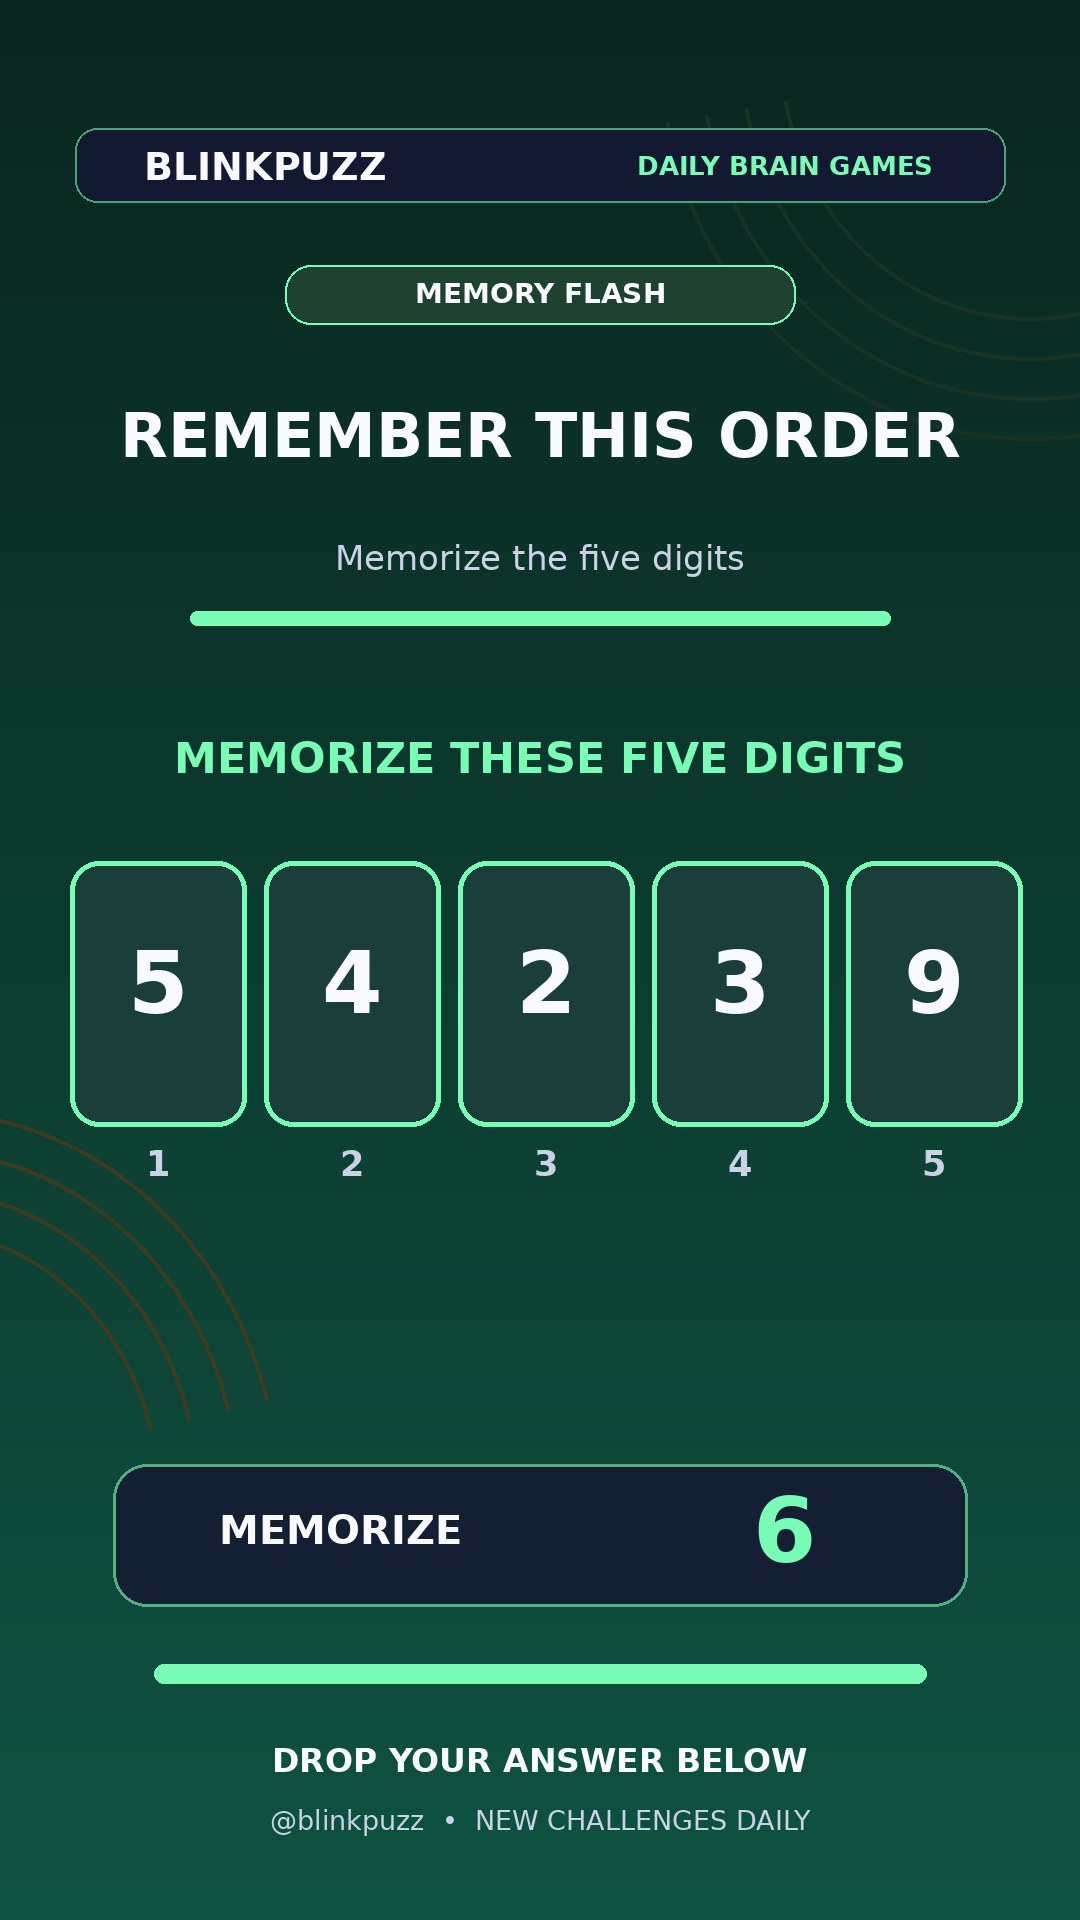 BLINKPUZZ DAILY BRAIN GAMES
MEMORY FLASH
REMEMBER THIS ORDER
Memorize the five digits
MEMORIZE THESE FIVE DIGITS
5 4 2 3 9
1 2 3 4 5
MEMORIZE 6
DROP YOUR ANSWER BELOW
@blinkpuzz • NEW CHALLENGES DAILY